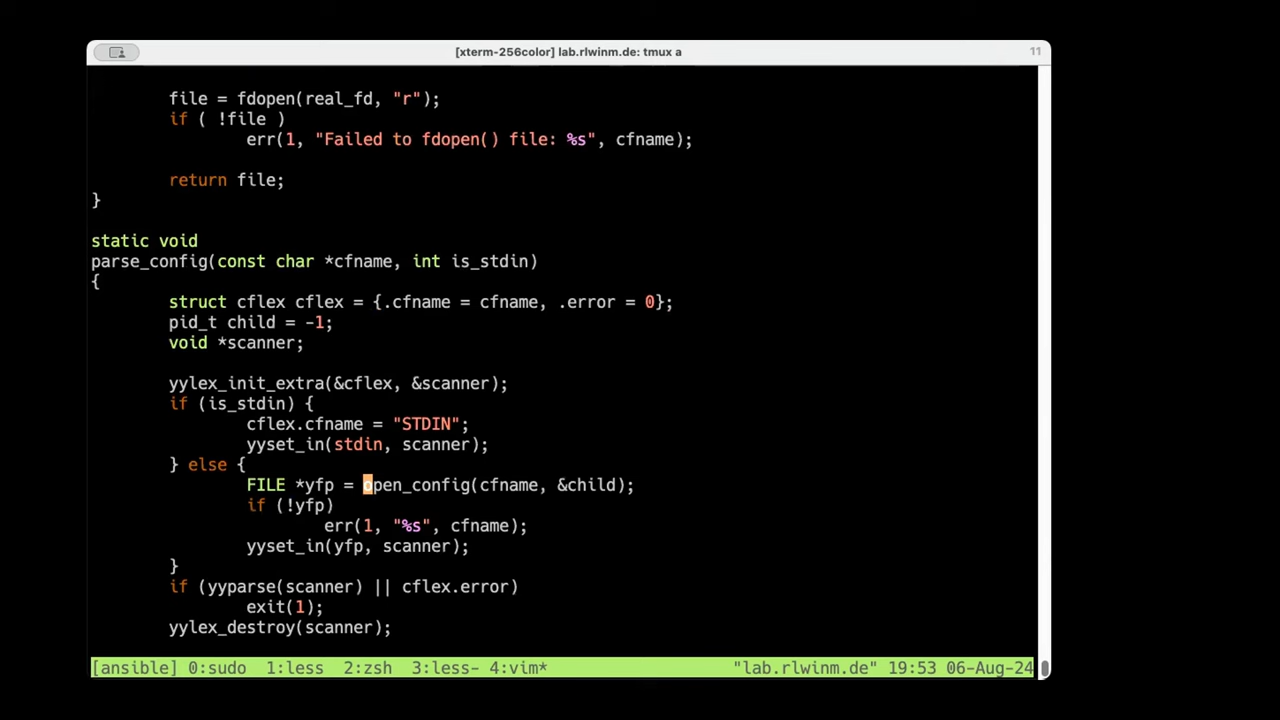 [xterm-256color] lab.rlwinm.de: tmux a
11
file = fdopen(real_fd, "r");
if ( !file )
err(1, "Failed to fdopen() file: %s", cfname);
return file;
}
static void
parse_config(const char *cfname, int is_stdin)
{
struct cflex cflex = {.cfname = cfname, .error = 0};
pid_t child = -1;
void *scanner;
yylex_init_extra(&cflex, &scanner);
if (is_stdin) {
cflex.cfname = "STDIN";
yyset_in(stdin, scanner);
} else {
FILE *yfp = open_config(cfname, &child);
if (!yfp)
err(1, "%s", cfname);
yyset_in(yfp, scanner);
}
if (yyparse(scanner) || cflex.error)
exit(1);
yylex_destroy(scanner);
[ansible] 0:sudo  1:less  2:zsh  3:less- 4:vim* "lab.rlwinm.de" 19:53 06-Aug-24